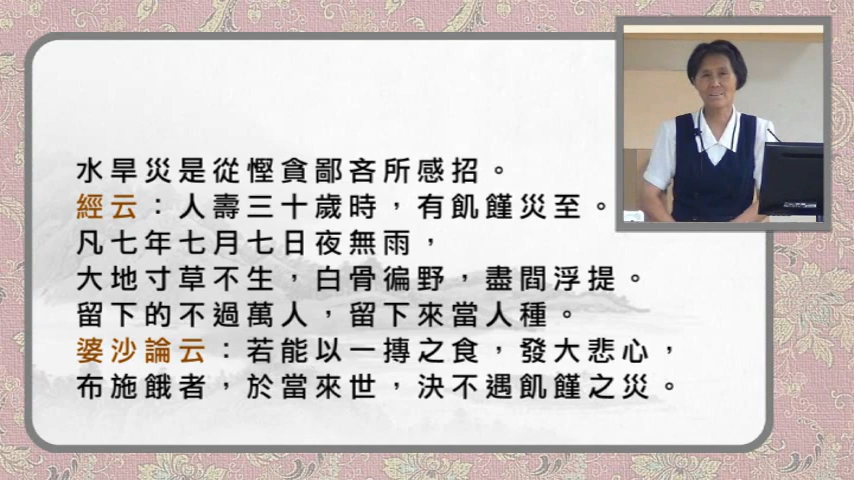 水旱災是從慳貪鄙吝所感招。
經云：人壽三十歲時，有飢饉災至。
凡七年七月七日夜無雨，
大地寸草不生，白骨徧野，盡閻浮提。
留下的不過萬人，留下來當人種。
婆沙論云：若能以一摶之食，發大悲心，
布施餓者，於當來世，決不遇飢饉之災。